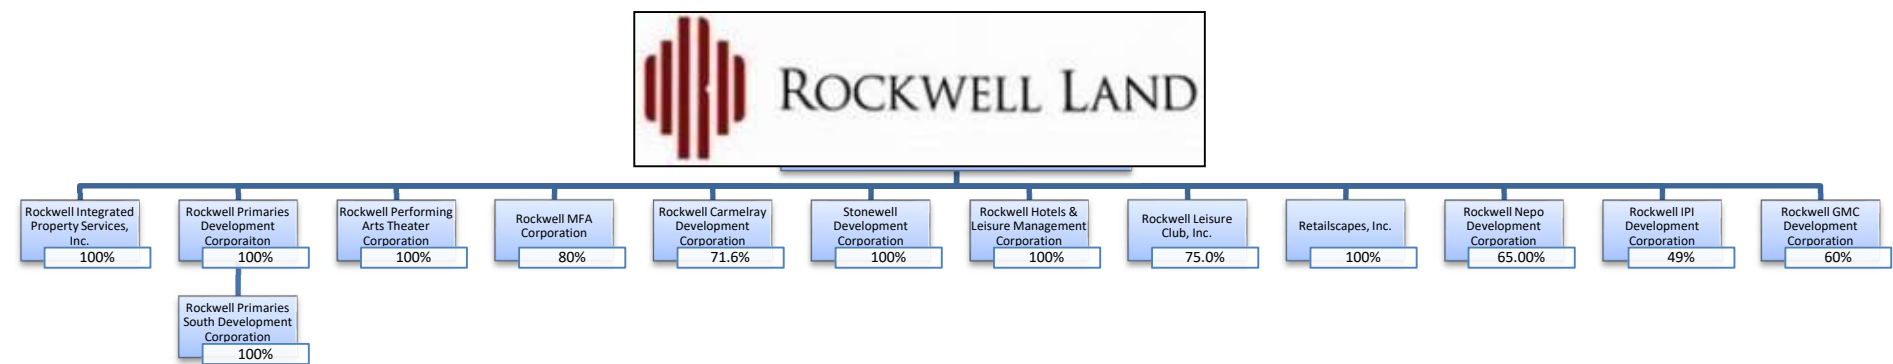 ROCKWELL LAND
Rockwell Integrated
Property Services,
Inc.
100%
Rockwell Primaries
Development
Corporaiton
100%
Rockwell Performing
Arts Theater
Corporation
100%
Rockwell MFA
Corporation
80%
Rockwell Carmelray
Development
Corporation
71.6%
Stonewell
Development
Corporation
100%
Rockwell Hotels &
Leisure Management
Corporation
100%
Rockwell Leisure
Club, Inc.
75.0%
Retailscapes, Inc.
100%
Rockwell Nepo
Development
Corporation
65.00%
Rockwell IPI
Development
Corporation
49%
Rockwell GMC
Development
Corporation
60%
Rockwell Primaries
South Development
Corporation
100%